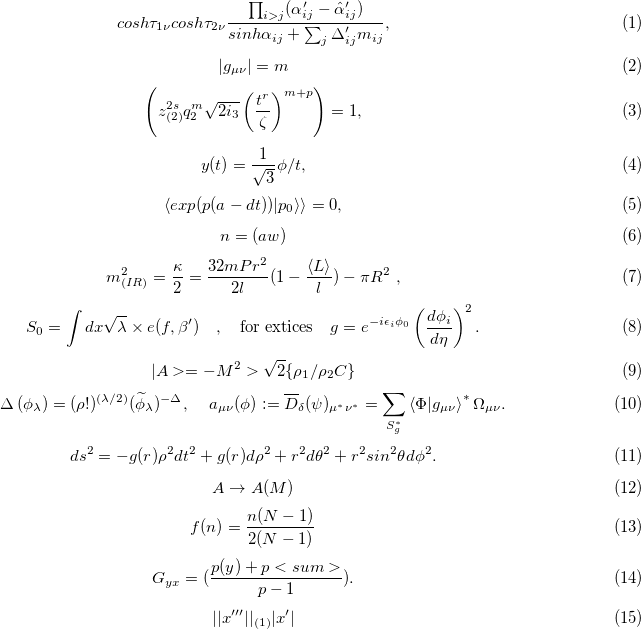 $cosh\tau_{1\nu}cosh\tau_{2\nu}\frac{\prod_{i>j}(\alpha'_{ij}-\hat{\alpha}'_{ij})}{sinh\alpha_{ij}+\sum_j \Delta'_{ij}m_{ij}},$ (1)
$|g_{\mu\nu}| = m$ (2)
$\left(z_{(2)}^{2s}q_2^m\sqrt{2i_3}\left(\frac{t^r}{\zeta}\right)^{m+p}\right) = 1,$ (3)
$y(t) = \frac{1}{\sqrt{3}}\phi/t,$ (4)
$\langle exp(p(a-dt))|p_0\rangle\rangle = 0,$ (5)
$n = (aw)$ (6)
$m_{(IR)}^2 = \frac{\kappa}{2} = \frac{32mPr^2}{2l}(1-\frac{\langle L\rangle}{l}) - \pi R^2\ ,$ (7)
$S_0 = \int dx\sqrt{\lambda}\times e(f,\beta')\quad,\quad \text{for extices}\quad g = e^{-i\epsilon_i\phi_0}\left(\frac{d\phi_i}{d\eta}\right)^2.$ (8)
$|A >= -M^2 > \sqrt{2}\{\rho_1/\rho_2C\}$ (9)
$\Delta(\phi_\lambda) = (\rho!)^{(\lambda/2)}(\widetilde{\phi}_\lambda)^{-\Delta},\quad a_{\mu\nu}(\phi) := \overline{D}_\delta(\psi)_{\mu^*\nu^*} = \sum_{S_g^*}\langle\Phi|g_{\mu\nu}\rangle^*\Omega_{\mu\nu}.$ (10)
$ds^2 = -g(r)\rho^2dt^2 + g(r)d\rho^2 + r^2d\theta^2 + r^2sin^2\theta d\phi^2.$ (11)
$A \to A(M)$ (12)
$f(n) = \frac{n(N-1)}{2(N-1)}$ (13)
$G_{yx} = (\frac{p(y)+p<sum>}{p-1}).$ (14)
$||x'''||_{(1)}|x'|$ (15)